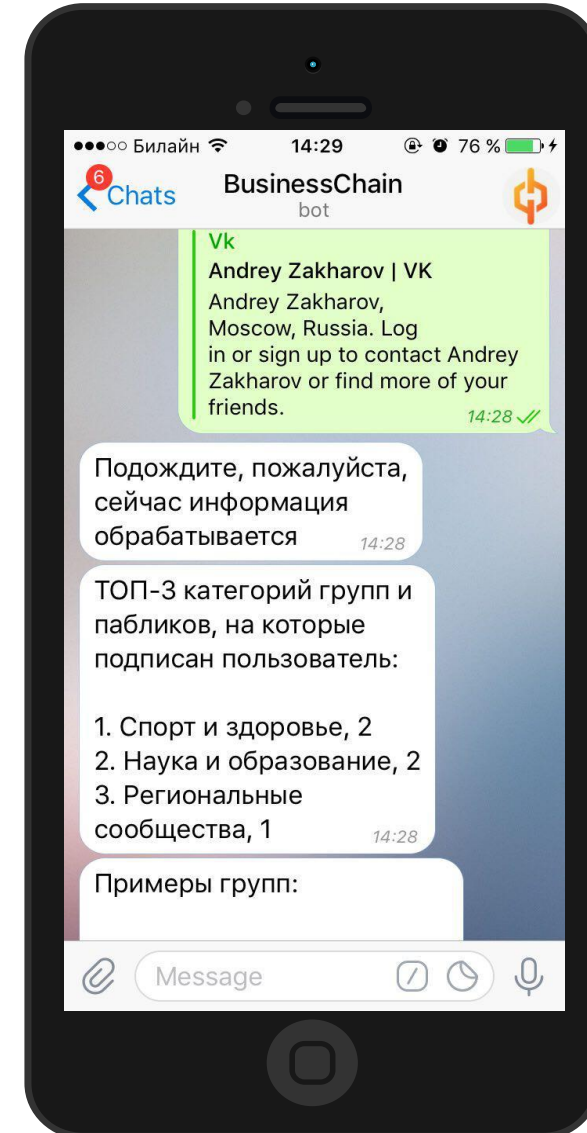 Билайн 14:29 76 %
6
Chats BusinessChain
bot
Vk
Andrey Zakharov | VK
Andrey Zakharov,
Moscow, Russia. Log
in or sign up to contact Andrey
Zakharov or find more of your
friends.
14:28
Подождите, пожалуйста,
сейчас информация
обрабатывается 14:28
ТОП-3 категорий групп и
пабликов, на которые
подписан пользователь:
1. Спорт и здоровье, 2
2. Наука и образование, 2
3. Региональные
сообщества, 1 14:28
Примеры групп:
Message